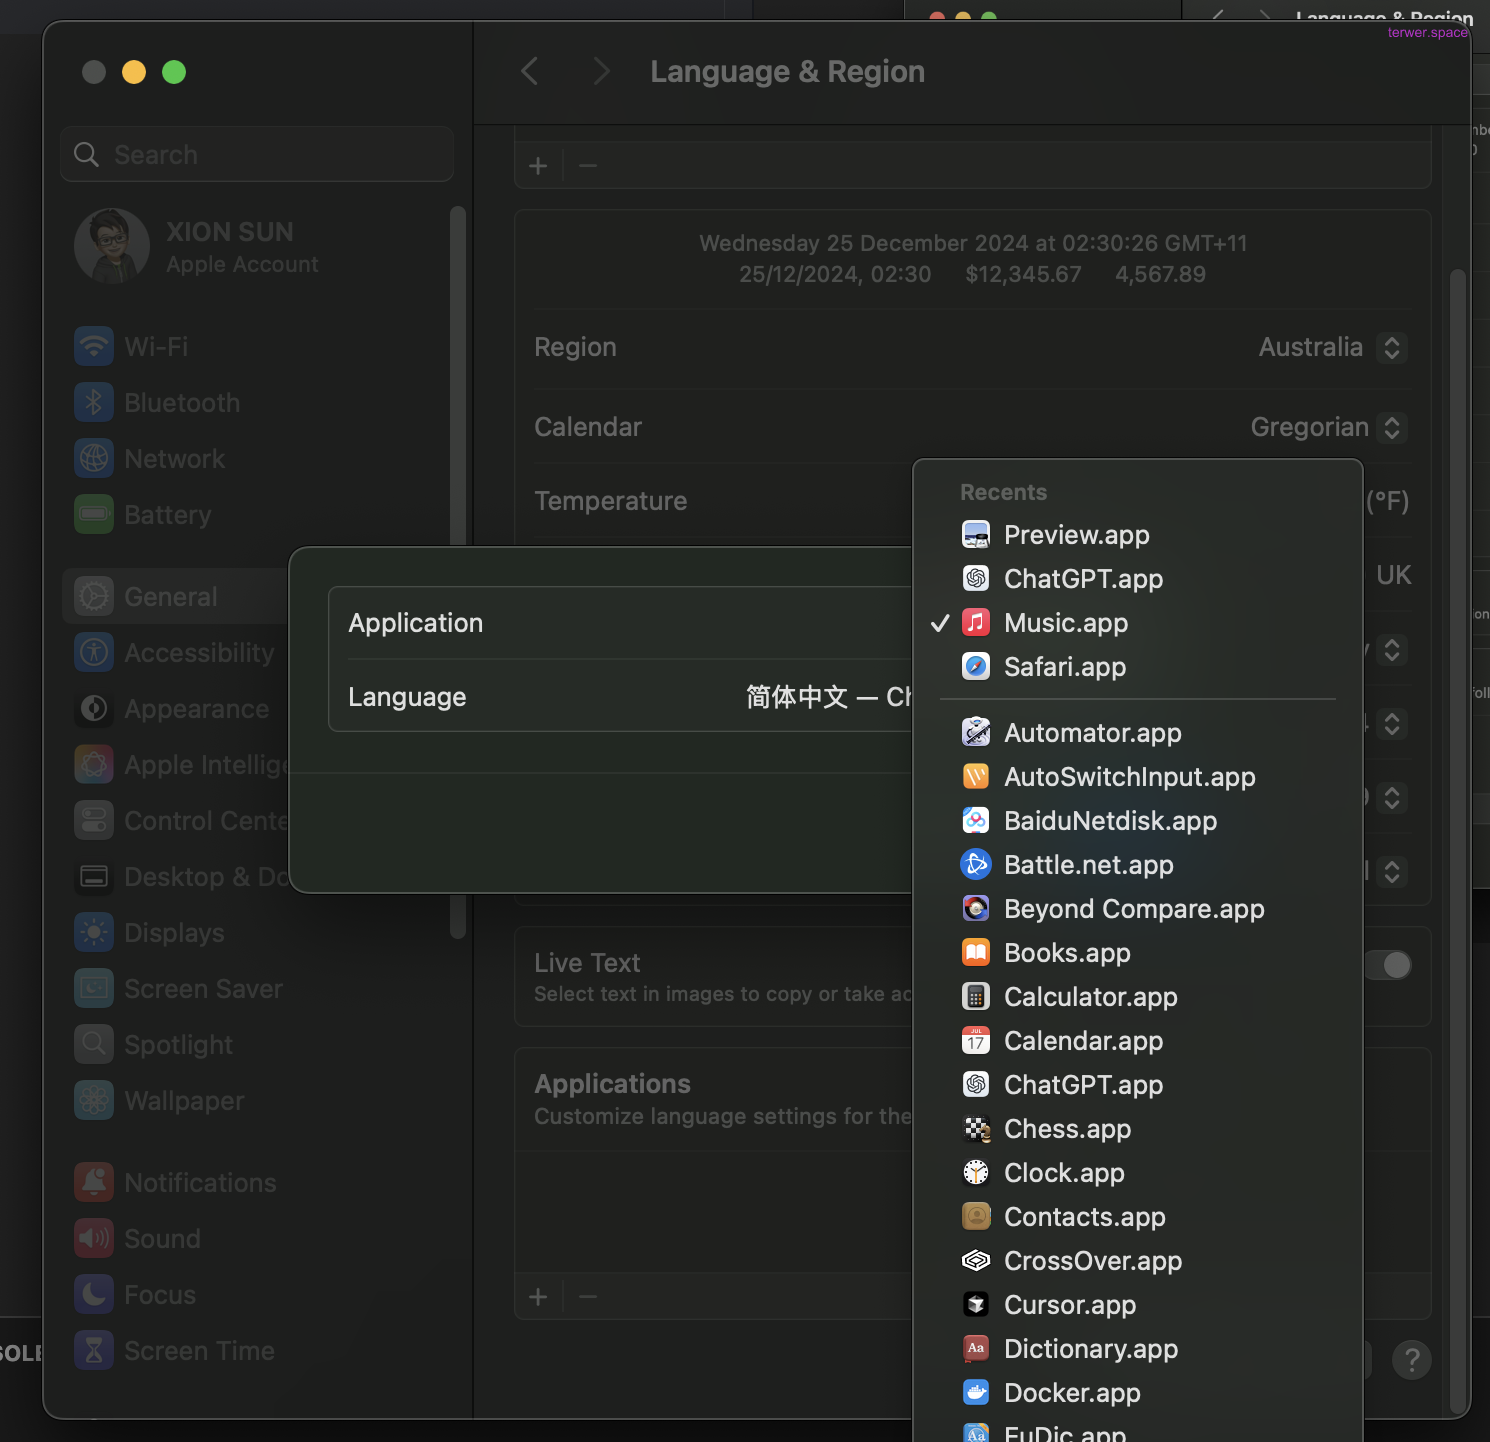 Language & Region
terwer.space
Language & Region
Search
XION SUN
Apple Account
Wi-Fi
Bluetooth
Network
Battery
General
Accessibility
Appearance
Apple Intellige
Control Cente
Desktop & Do
Displays
Screen Saver
Spotlight
Wallpaper
Notifications
Sound
Focus
Screen Time
SOLE
+ −
Wednesday 25 December 2024 at 02:30:26 GMT+11
25/12/2024, 02:30 $12,345.67 4,567.89
Region Australia
Calendar Gregorian
Temperature (°F)
UK
Application
Language 简体中文 — Ch
Live Text
Select text in images to copy or take ac
Applications
Customize language settings for the
+ −
?
Recents
Preview.app
ChatGPT.app
✓ Music.app
Safari.app
Automator.app
AutoSwitchInput.app
BaiduNetdisk.app
Battle.net.app
Beyond Compare.app
Books.app
Calculator.app
JUL
17
Calendar.app
ChatGPT.app
Chess.app
Clock.app
Contacts.app
CrossOver.app
Cursor.app
Aa
Dictionary.app
Docker.app
Aa
EuDic.app